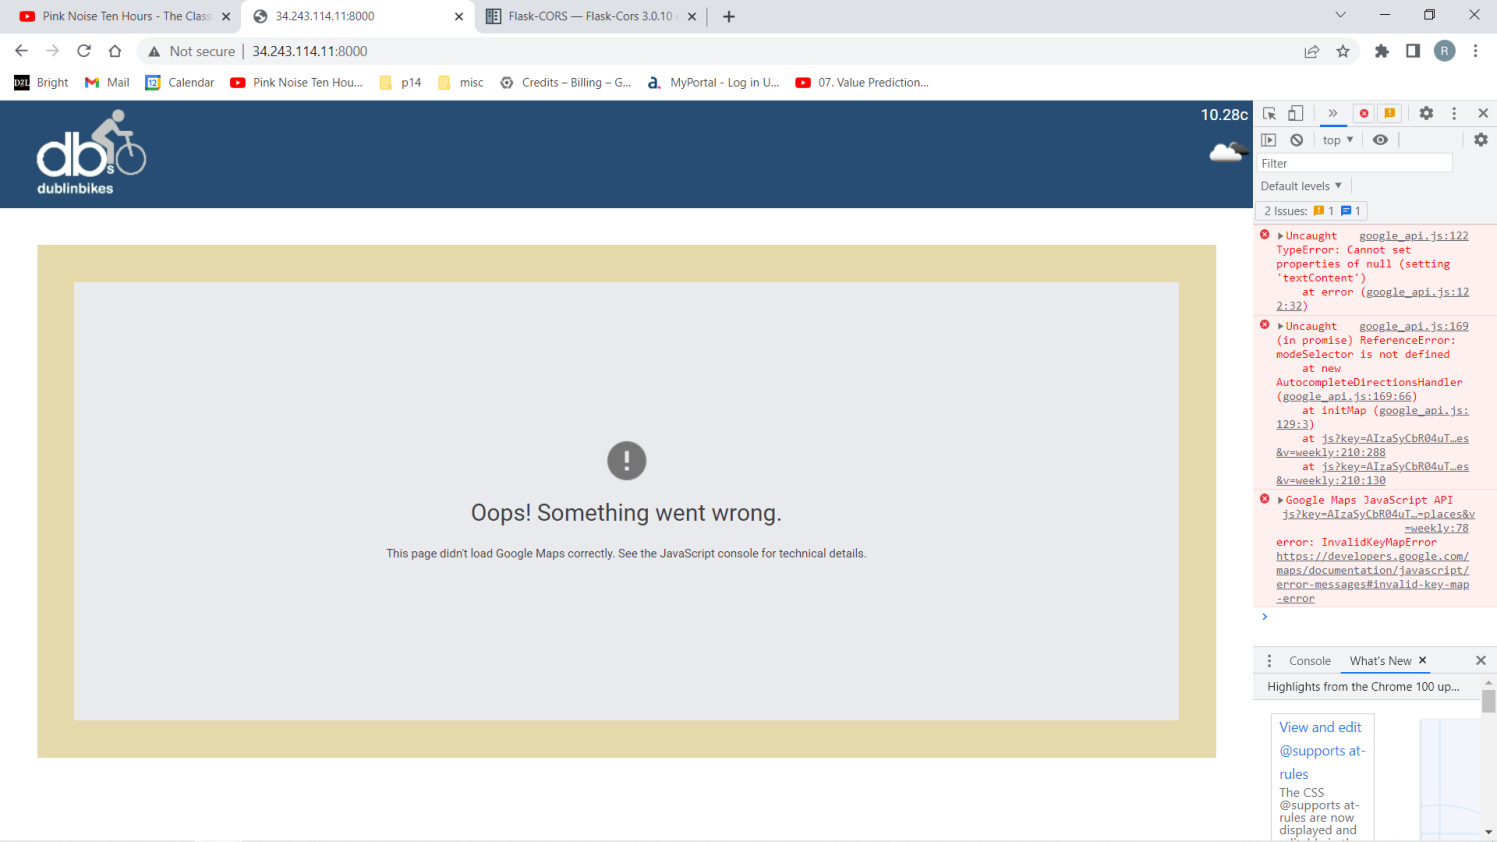 Pink Noise Ten Hours - The Class
34.243.114.11:8000
Flask-CORS — Flask-Cors 3.0.10
Not secure | 34.243.114.11:8000
R
D2L Bright
Mail
12 Calendar
Pink Noise Ten Hou...
p14
misc
Credits – Billing – G...
a. MyPortal - Log in U...
07. Value Prediction...
dbs
dublinbikes
10.28c
Oops! Something went wrong.
This page didn't load Google Maps correctly. See the JavaScript console for technical details.
top
Filter
Default levels
2 Issues: 1 1
Uncaught google_api.js:122
TypeError: Cannot set
properties of null (setting
'textContent')
at error (google_api.js:12
2:32)
Uncaught google_api.js:169
(in promise) ReferenceError:
modeSelector is not defined
at new
AutocompleteDirectionsHandler
(google_api.js:169:66)
at initMap (google_api.js:
129:3)
at js?key=AIzaSyCbR04uT…es
&v=weekly:210:288
at js?key=AIzaSyCbR04uT…es
&v=weekly:210:130
Google Maps JavaScript API
js?key=AIzaSyCbR04uT…=places&v
=weekly:78
error: InvalidKeyMapError
https://developers.google.com/
maps/documentation/javascript/
error-messages#invalid-key-map
-error
Console
What's New
Highlights from the Chrome 100 up...
View and edit
@supports at-
rules
The CSS
@supports at-
rules are now
displayed and